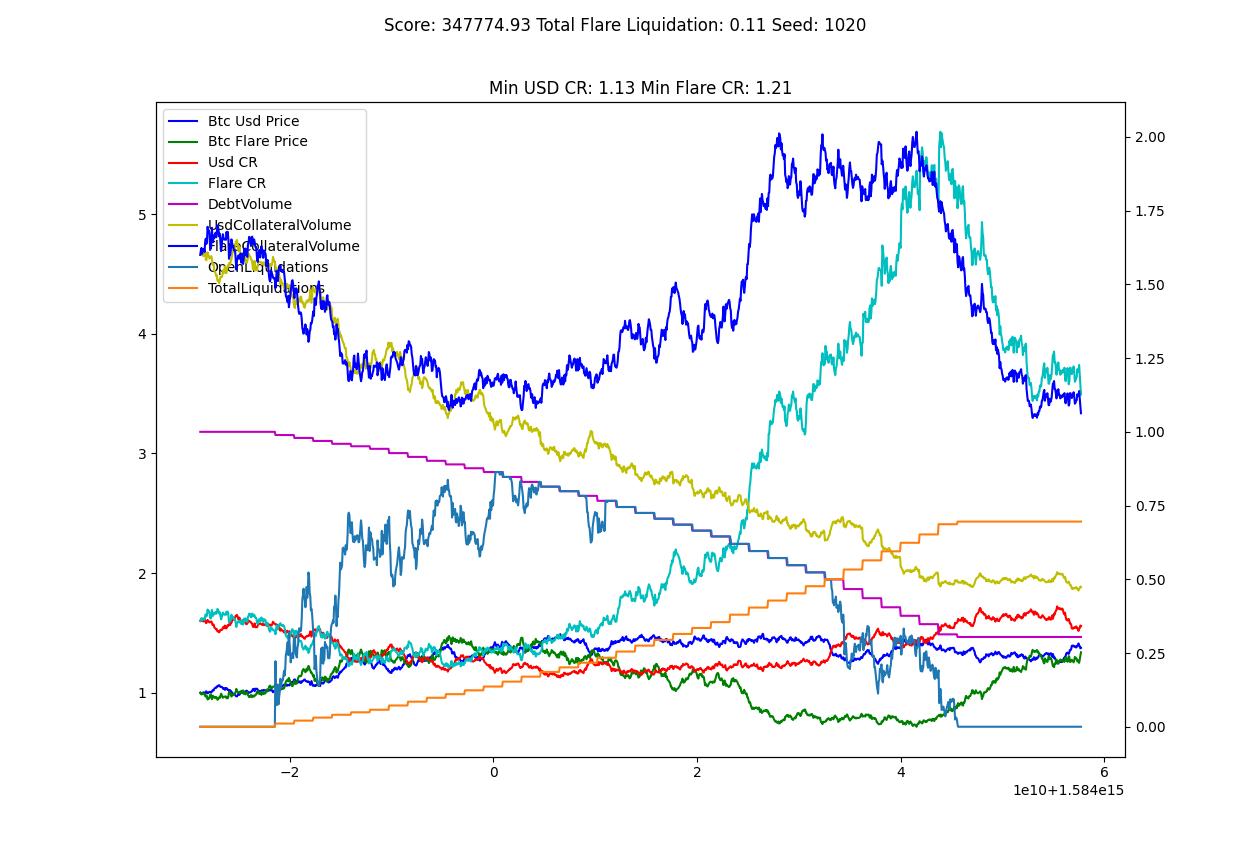 Score: 347774.93 Total Flare Liquidation: 0.11 Seed: 1020
Min USD CR: 1.13 Min Flare CR: 1.21
Btc Usd Price
Btc Flare Price
Usd CR
Flare CR
DebtVolume
UsdCollateralVolume
FlareCollateralVolume
OpenLiquidations
TotalLiquidations
5
4
3
2
1
2.00
1.75
1.50
1.25
1.00
0.75
0.50
0.25
0.00
−2
0
2
4
6
1e10+1.584e15